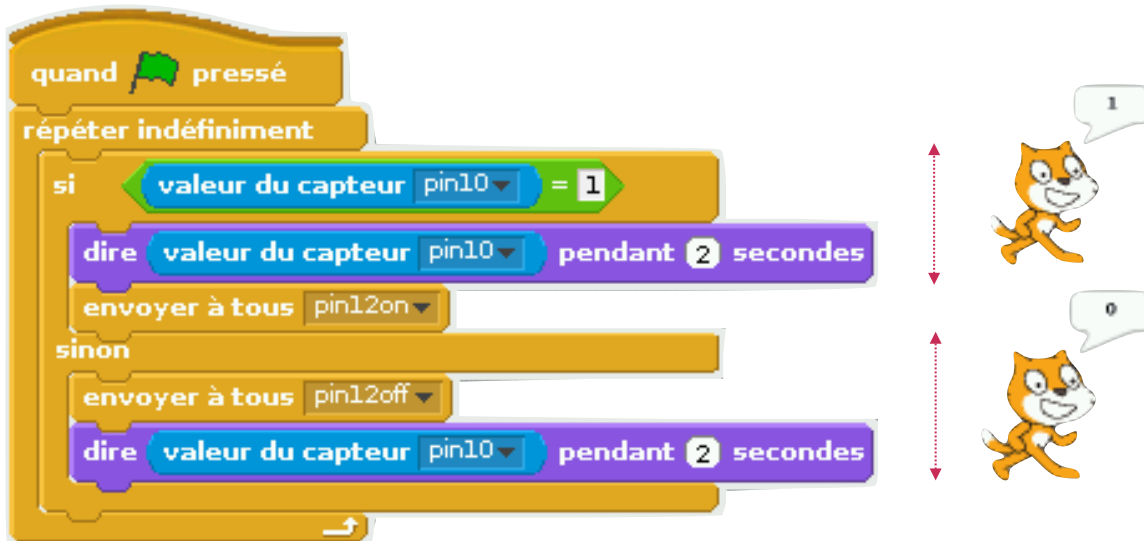 quand pressé
répéter indéfiniment
si valeur du capteur pin10 = 1
dire valeur du capteur pin10 pendant 2 secondes
envoyer à tous pin12on
sinon
envoyer à tous pin12off
dire valeur du capteur pin10 pendant 2 secondes
1
0